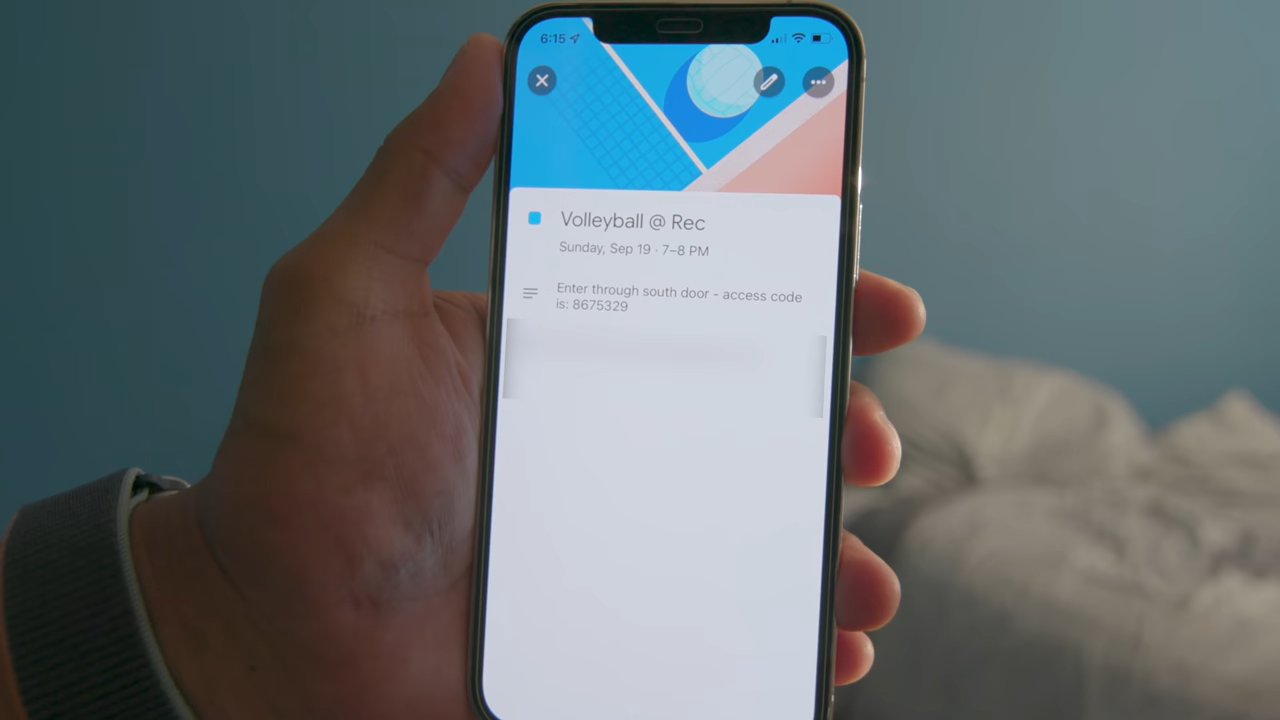 6:15
Volleyball @ Rec
Sunday, Sep 19 · 7–8 PM
Enter through south door - access code
is: 8675329